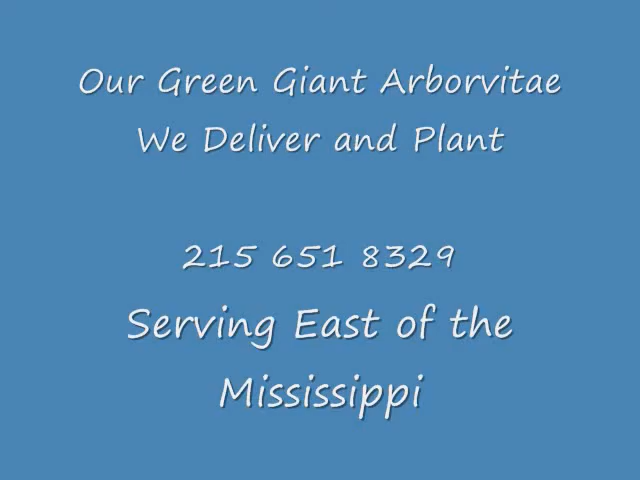 Our Green Giant Arborvitae
We Deliver and Plant
215 651 8329
Serving East of the
Mississippi